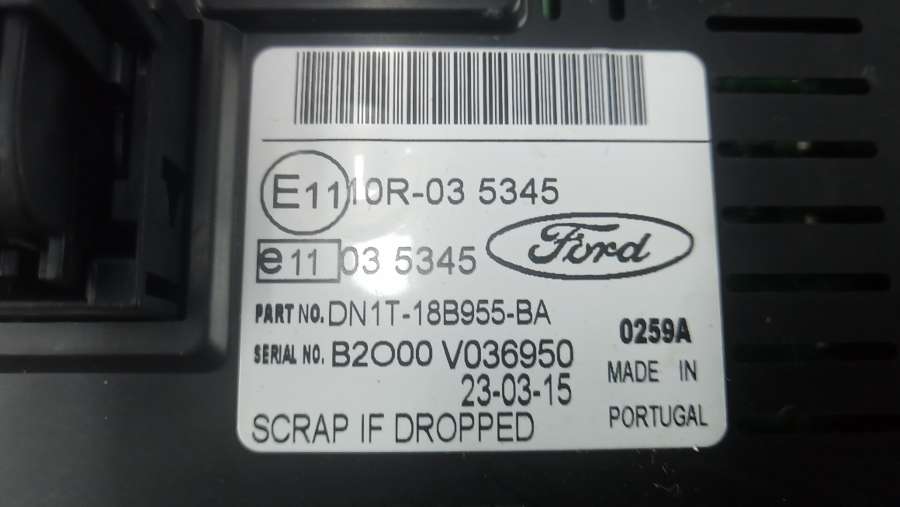 E11 10R-03 5345
e11 03 5345 Ford
PART NO. DN1T-18B955-BA
0259A
SERIAL NO. B2O00 V036950
23-03-15
MADE IN
PORTUGAL
SCRAP IF DROPPED